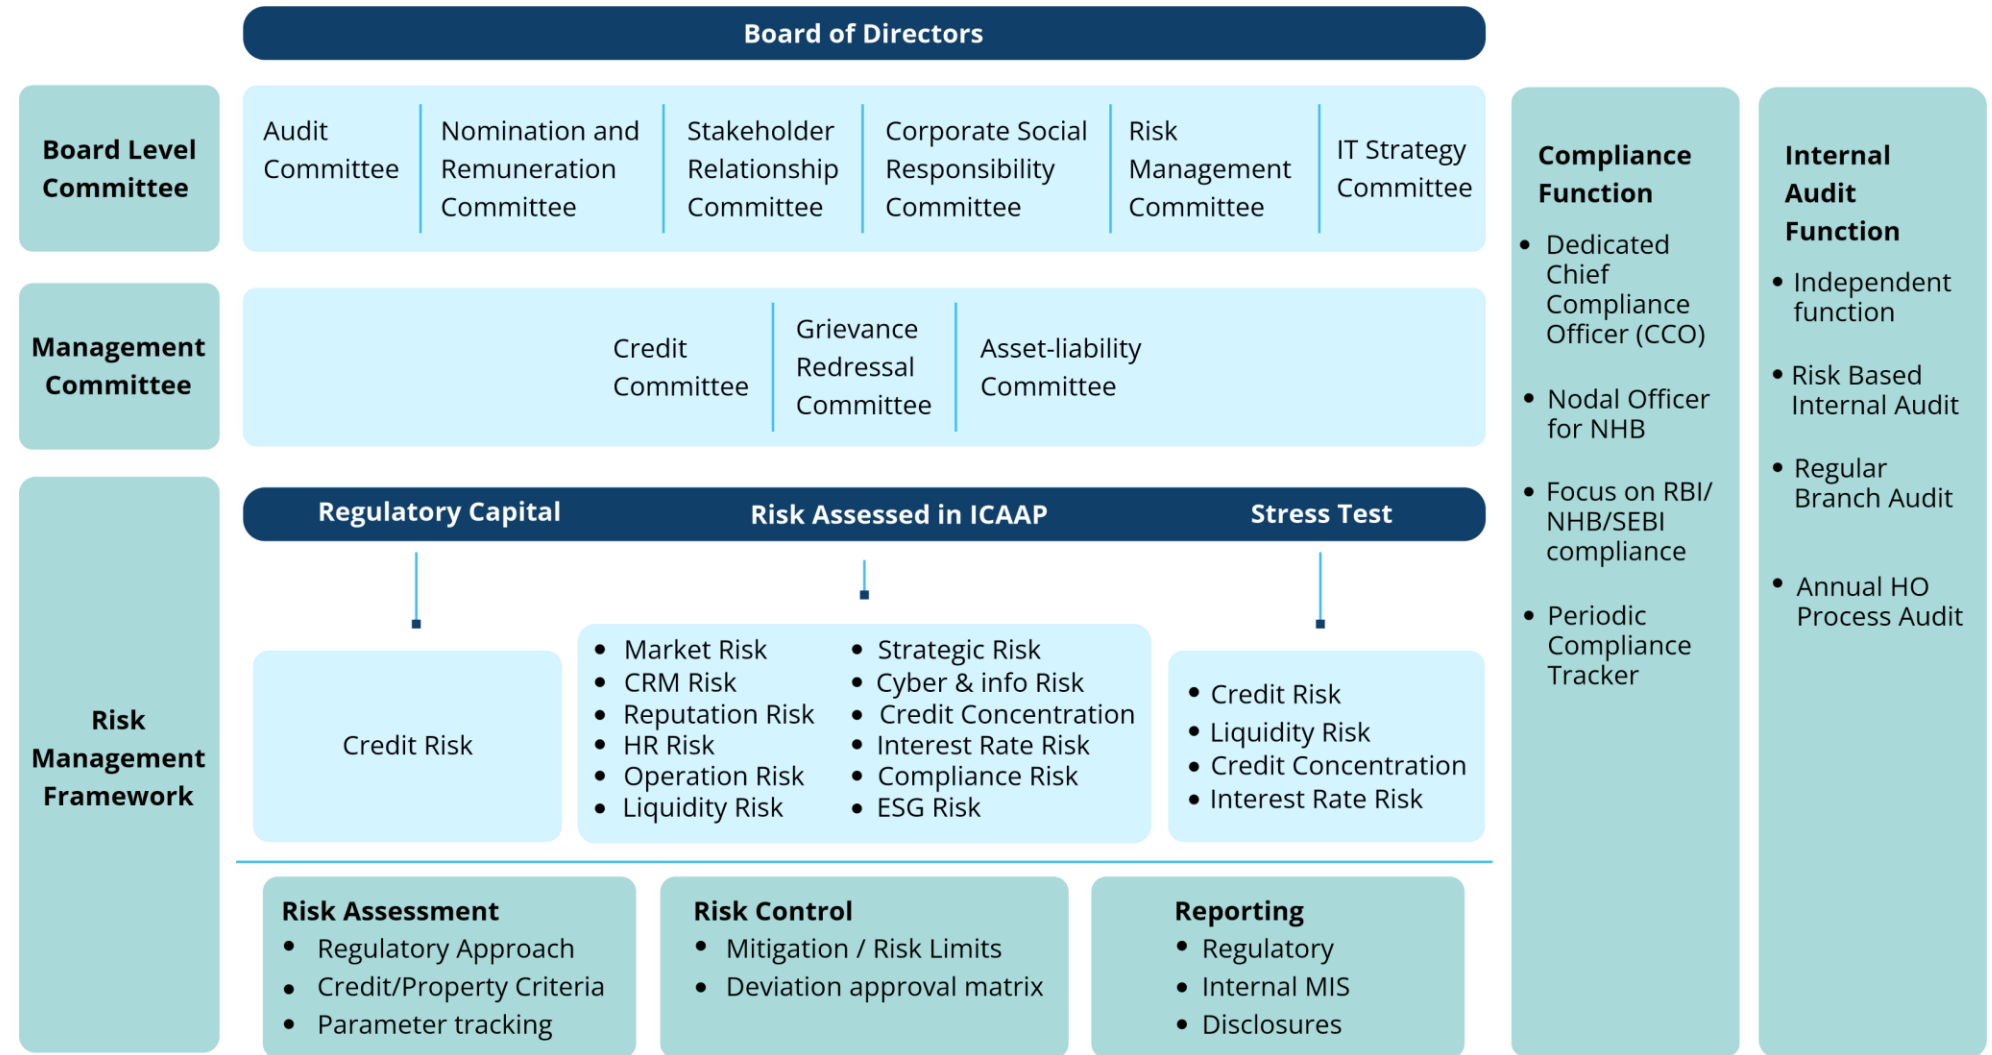 Board of Directors
Board Level
Committee
Audit
Committee
Nomination and
Remuneration
Committee
Stakeholder
Relationship
Committee
Corporate Social
Responsibility
Committee
Risk
Management
Committee
IT Strategy
Committee
Management
Committee
Credit
Committee
Grievance
Redressal
Committee
Asset-liability
Committee
Risk
Management
Framework
Regulatory Capital
Risk Assessed in ICAAP
Stress Test
Credit Risk
• Market Risk
• CRM Risk
• Reputation Risk
• HR Risk
• Operation Risk
• Liquidity Risk
• Strategic Risk
• Cyber & info Risk
• Credit Concentration
• Interest Rate Risk
• Compliance Risk
• ESG Risk
• Credit Risk
• Liquidity Risk
• Credit Concentration
• Interest Rate Risk
Risk Assessment
• Regulatory Approach
• Credit/Property Criteria
• Parameter tracking
Risk Control
• Mitigation / Risk Limits
• Deviation approval matrix
Reporting
• Regulatory
• Internal MIS
• Disclosures
Compliance
Function
• Dedicated
Chief
Compliance
Officer (CCO)
• Nodal Officer
for NHB
• Focus on RBI/
NHB/SEBI
compliance
• Periodic
Compliance
Tracker
Internal
Audit
Function
• Independent
function
• Risk Based
Internal Audit
• Regular
Branch Audit
• Annual HO
Process Audit